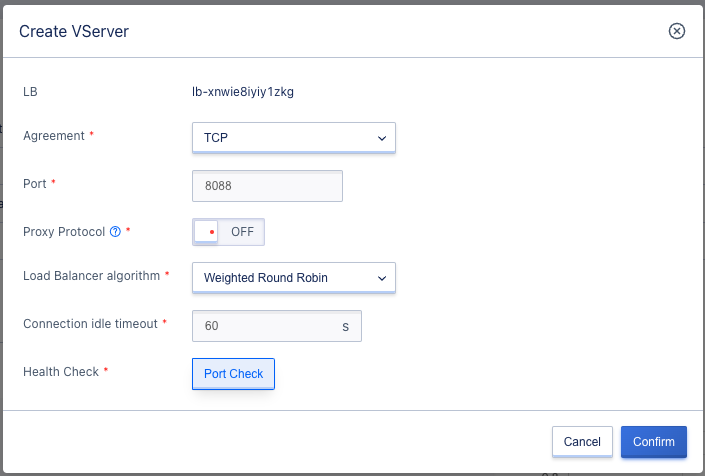 Create VServer
LB lb-xnwie8iyiy1zkg
Agreement * TCP
Port * 8088
Proxy Protocol ? * OFF
Load Balancer algorithm * Weighted Round Robin
Connection idle timeout * 60 s
Health Check * Port Check
Cancel Confirm